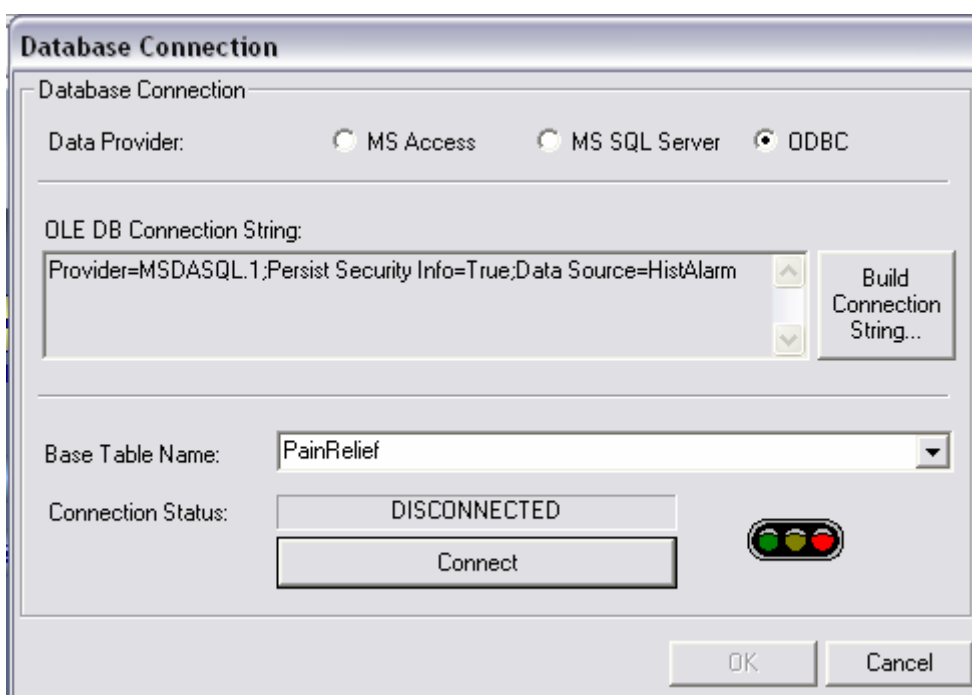 Database Connection
Database Connection
Data Provider: MS Access MS SQL Server ODBC
OLE DB Connection String:
Provider=MSDASQL.1;Persist Security Info=True;Data Source=HistAlarm
Build
Connection
String...
Base Table Name: PainRelief
Connection Status: DISCONNECTED
Connect
OK Cancel